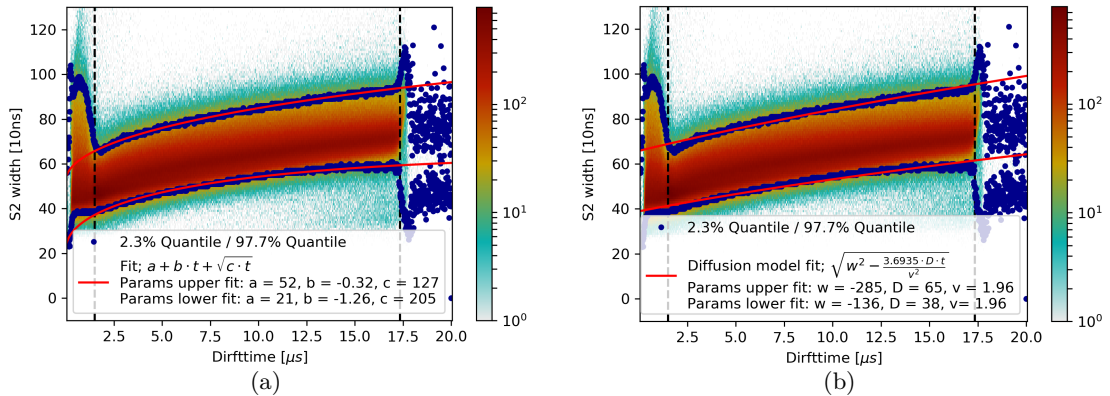 120
100
80
60
40
20
0
S2 width [10ns]
2.3% Quantile / 97.7% Quantile
Fit; a + b · t + √c · t
Params upper fit: a = 52, b = -0.32, c = 127
Params lower fit: a = 21, b = -1.26, c = 205
2.5 5.0 7.5 10.0 12.5 15.0 17.5 20.0
Dirfttime [μs]
10²
10¹
10⁰
(a)
120
100
80
60
40
20
0
S2 width [10ns]
2.3% Quantile / 97.7% Quantile
Diffusion model fit; √(w² − 3.6935 · D · t / v²)
Params upper fit: w = -285, D = 65, v = 1.96
Params lower fit: w = -136, D = 38, v= 1.96
2.5 5.0 7.5 10.0 12.5 15.0 17.5 20.0
Dirfttime [μs]
10²
10¹
10⁰
(b)